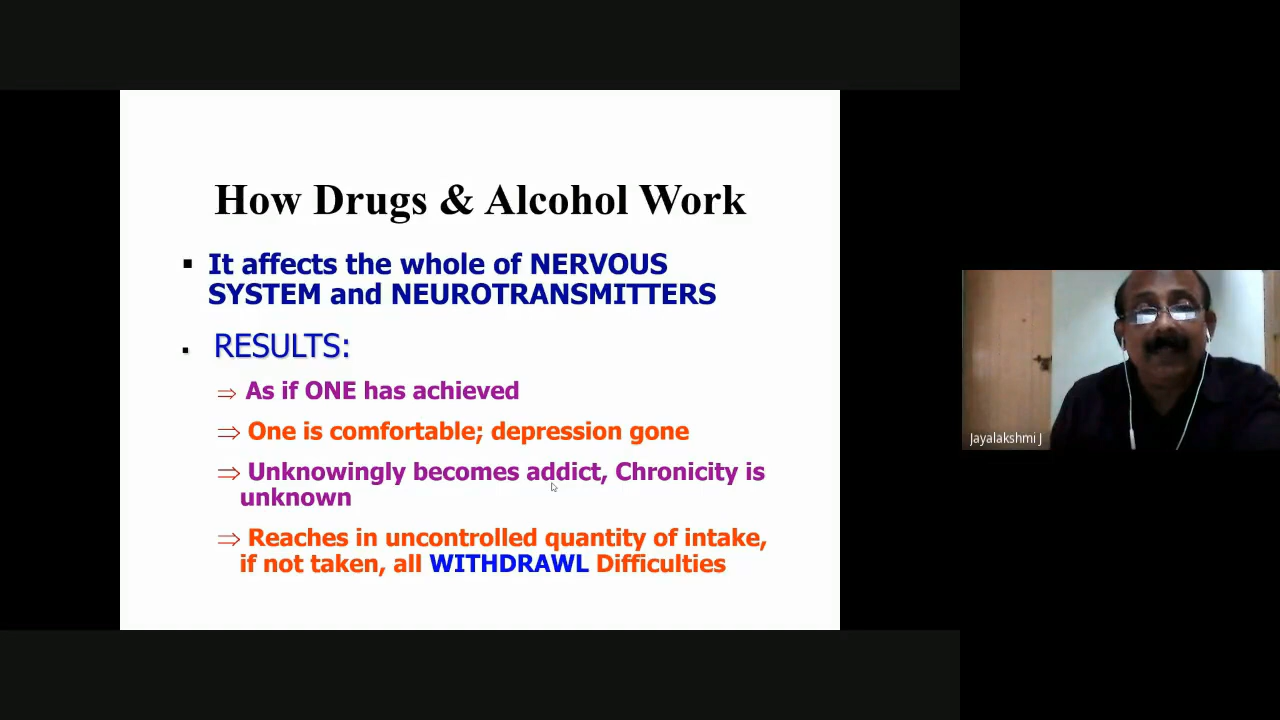 How Drugs & Alcohol Work
▪ It affects the whole of NERVOUS
SYSTEM and NEUROTRANSMITTERS
▪ RESULTS:
⇒ As if ONE has achieved
⇒ One is comfortable; depression gone
⇒ Unknowingly becomes addict, Chronicity is
unknown
⇒ Reaches in uncontrolled quantity of intake,
if not taken, all WITHDRAWL Difficulties
Jayalakshmi J